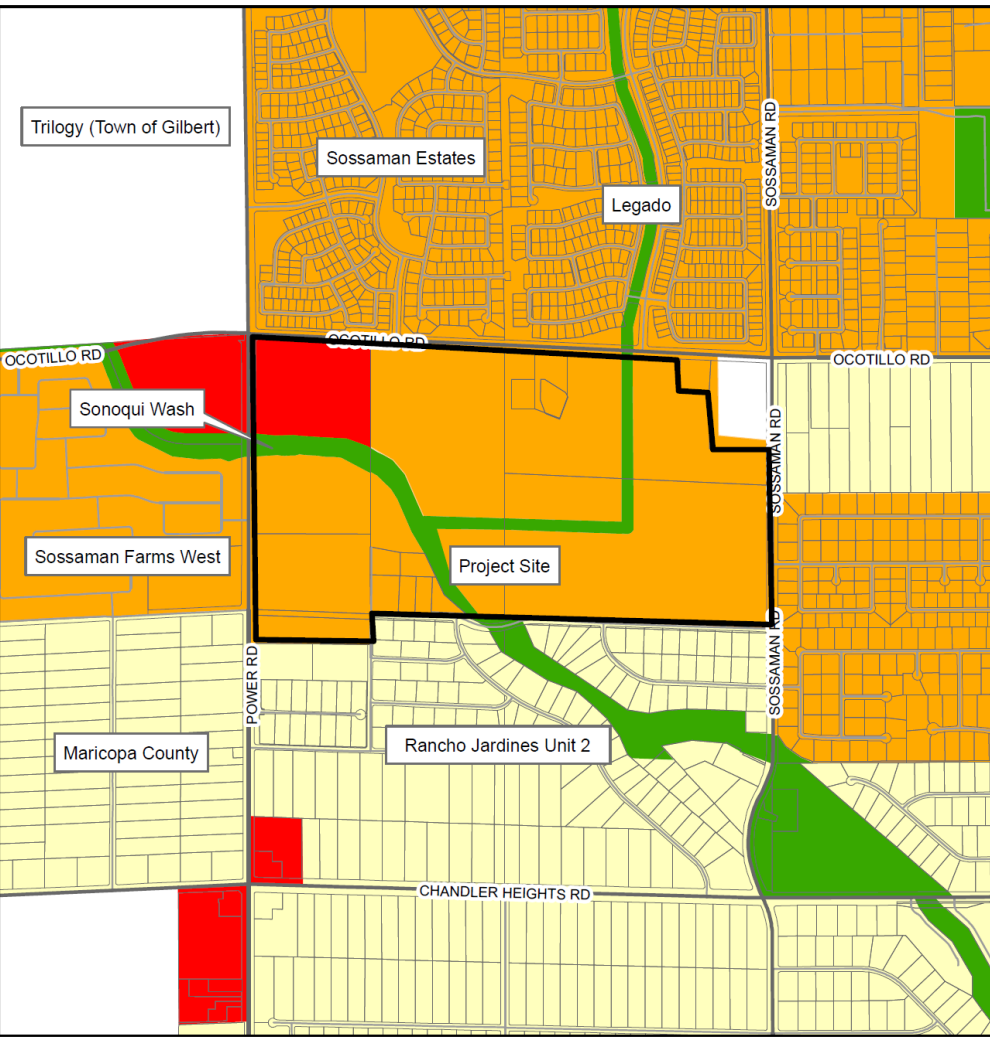 Trilogy (Town of Gilbert)
Sossaman Estates
SOSSAMAN RD
Legado
OCOTILLO RD
OCOTILLO RD
OCOTILLO RD
Sonoqui Wash
SOSSAMAN RD
Sossaman Farms West
Project Site
SOSSAMAN RD
POWER RD
Maricopa County
Rancho Jardines Unit 2
CHANDLER HEIGHTS RD